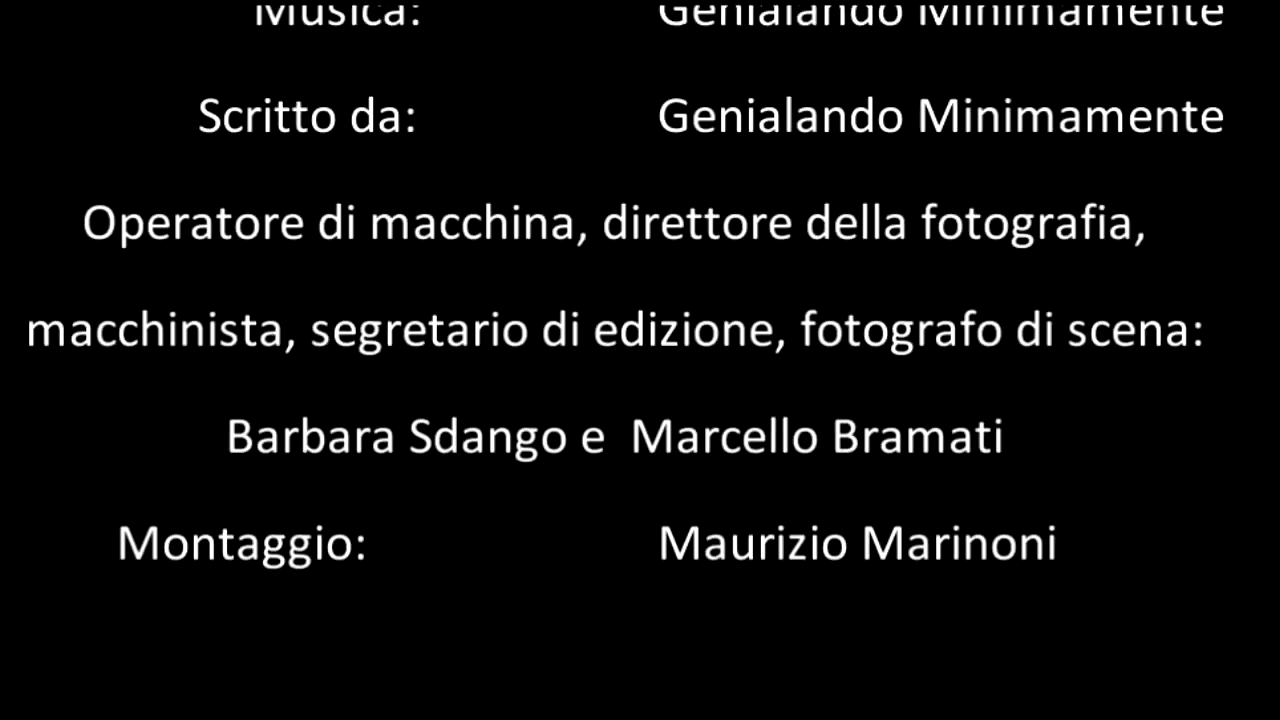 Musica: Genialando Minimamente
Scritto da: Genialando Minimamente
Operatore di macchina, direttore della fotografia,
macchinista, segretario di edizione, fotografo di scena:
Barbara Sdango e Marcello Bramati
Montaggio: Maurizio Marinoni